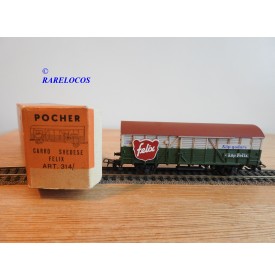 ©
RARELOCOS
POCHER
CARRO SVEDESE
FELIX
ART. 314/
Felix